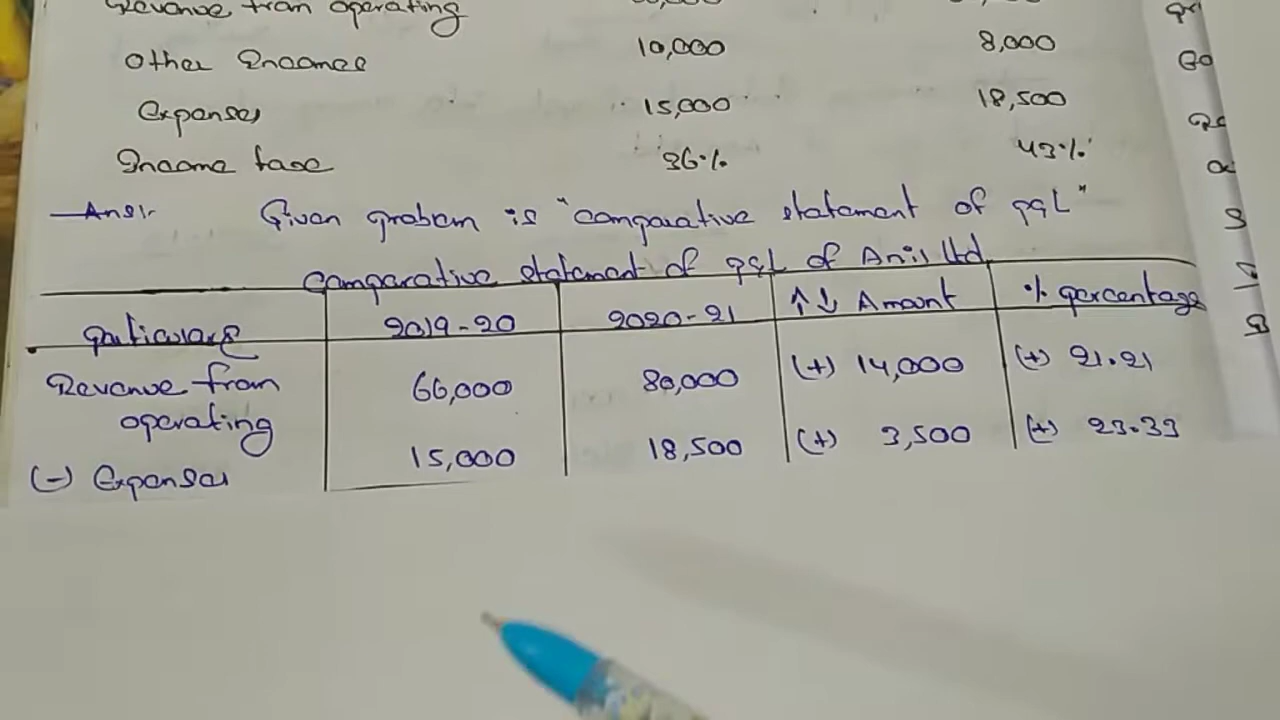 Revenue from operating
Other Incomes 10,000 8,000
Expenses 15,000 18,500
Income taxe 36% 43%
Ans:- Given problem is "comparative statement of P&L"
comparative statement of P&L of Anil Ltd
Particulars 2019-20 2020-21 ↑↓ Amount % percentage
Revenue from 66,000 80,000 (+) 14,000 (+) 21.21
operating
(-) Expenses 15,000 18,500 (+) 3,500 (+) 23.33